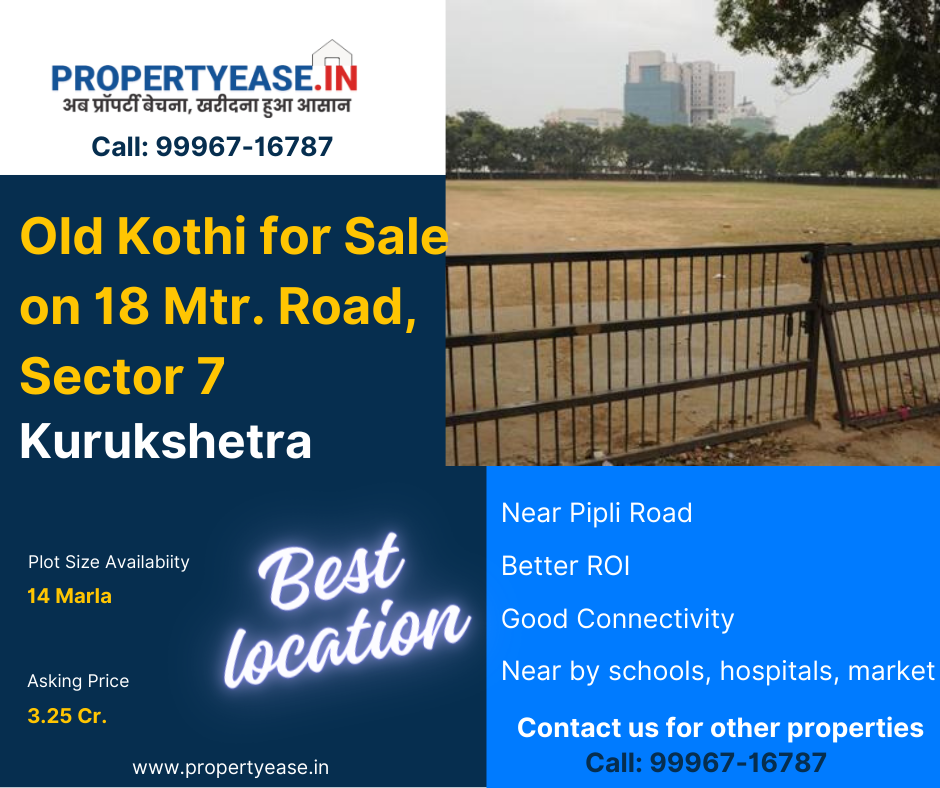 PROPERTYEASE.IN
अब प्रॉपर्टी बेचना, खरीदना हुआ आसान
Call: 99967-16787
Old Kothi for Sale
on 18 Mtr. Road,
Sector 7
Kurukshetra
Plot Size Availabiity
14 Marla
Asking Price
3.25 Cr.
Best
location
www.propertyease.in
Near Pipli Road
Better ROI
Good Connectivity
Near by schools, hospitals, market
Contact us for other properties
Call: 99967-16787